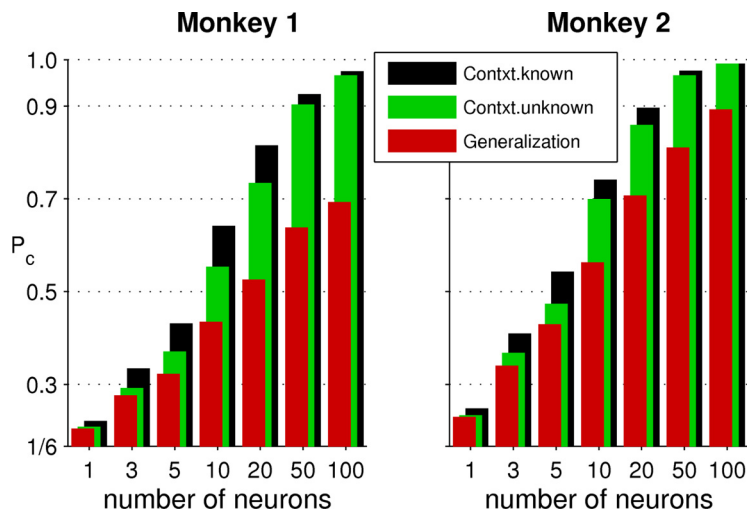 Monkey 1
Monkey 2
Contxt.known
Contxt.unknown
Generalization
1.0
0.9
0.7
0.5
0.3
1/6
P_c
1 3 5 10 20 50 100
1 3 5 10 20 50 100
number of neurons
number of neurons